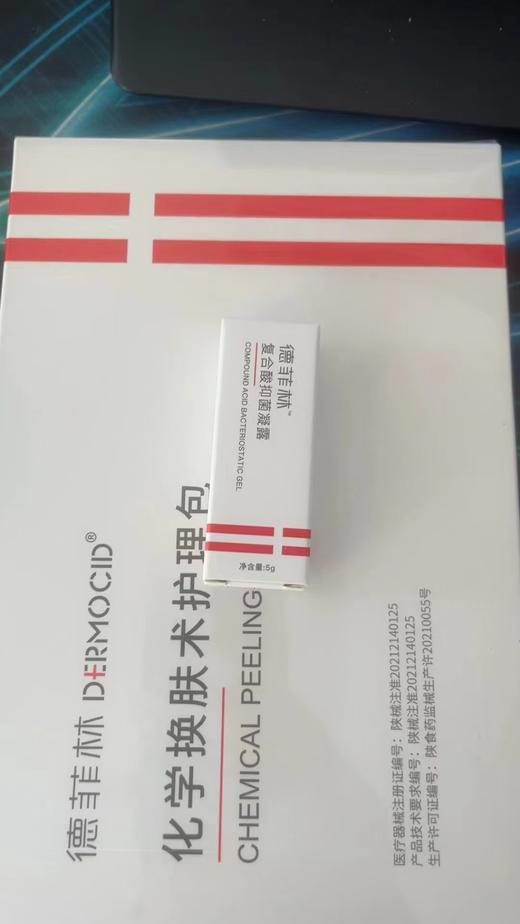 德菲林™
复合酸抑菌凝露
COMPOUND ACID BACTERIOSTATIC GEL
净含量:5g
德菲林 DERMOCID®
化学换肤术护理包
CHEMICAL PEELING
医疗器械注册证编号：陕械注准20212140125
产品技术要求编号：陕械注准20212140125
生产许可证编号：陕食药监械生产许20210055号